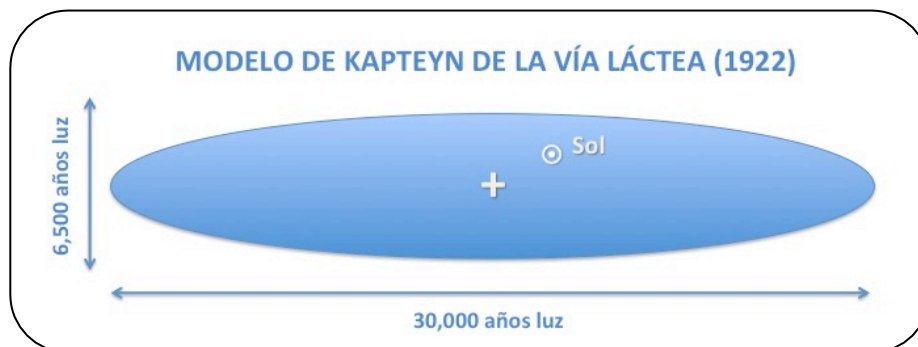 MODELO DE KAPTEYN DE LA VÍA LÁCTEA (1922)
6,500 años luz
Sol
30,000 años luz